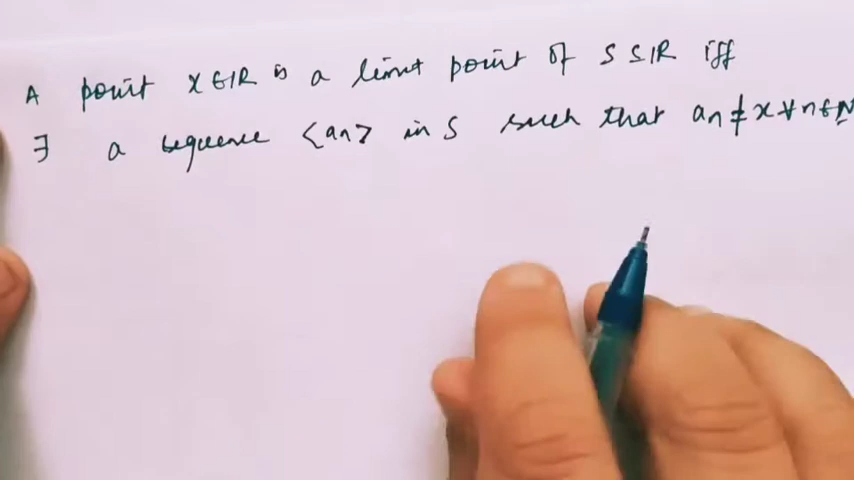 A point x ∈ ℝ is a limit point of S ⊆ ℝ iff
∃ a sequence <an> in S such that an ≠ x ∀ n ∈ N